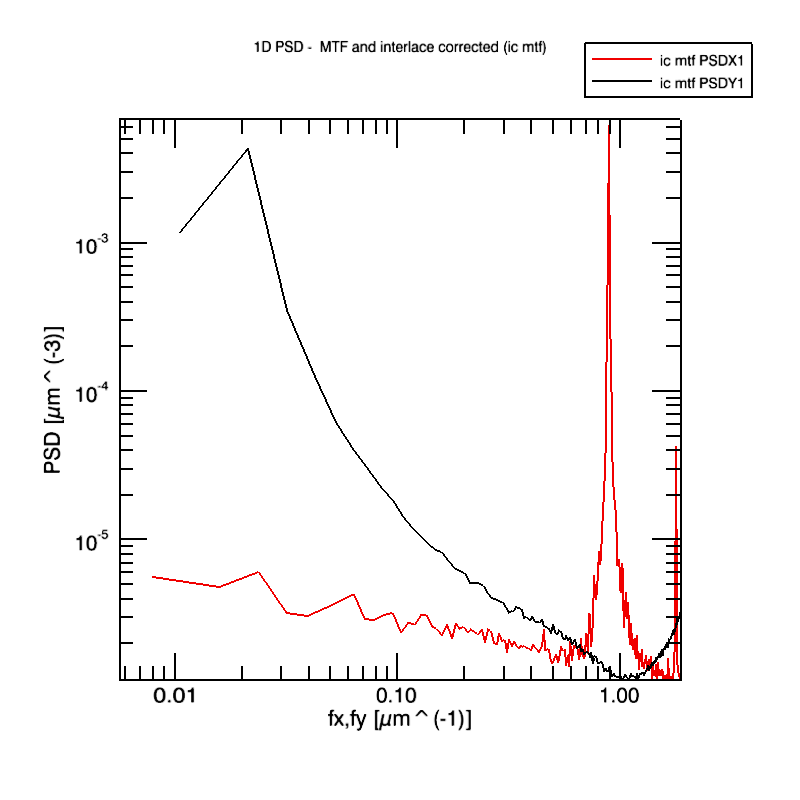 1D PSD - MTF and interlace corrected (ic mtf)
ic mtf PSDX1
ic mtf PSDY1
10-3
10-4
10-5
PSD [μm^(-3)]
0.01 0.10 1.00
fx,fy [μm^(-1)]